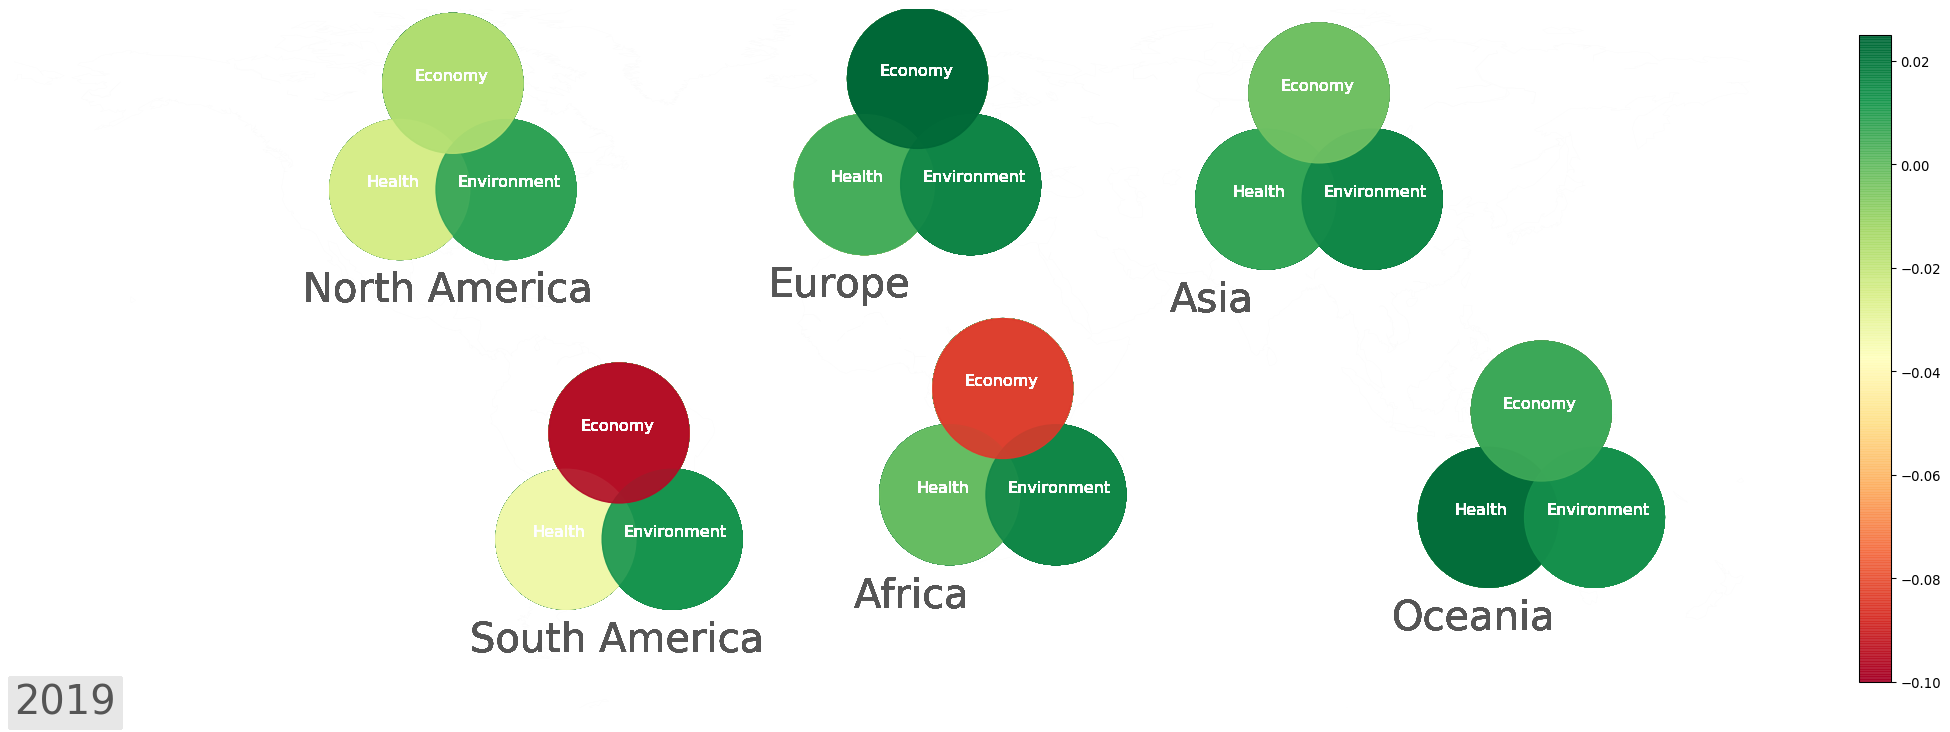 Economy
Health
Environment
North America
Economy
Health
Environment
Europe
Economy
Health
Environment
Asia
Economy
Health
Environment
South America
Economy
Health
Environment
Africa
Economy
Health
Environment
Oceania
2019
0.02
0.00
−0.02
−0.04
−0.06
−0.08
−0.10